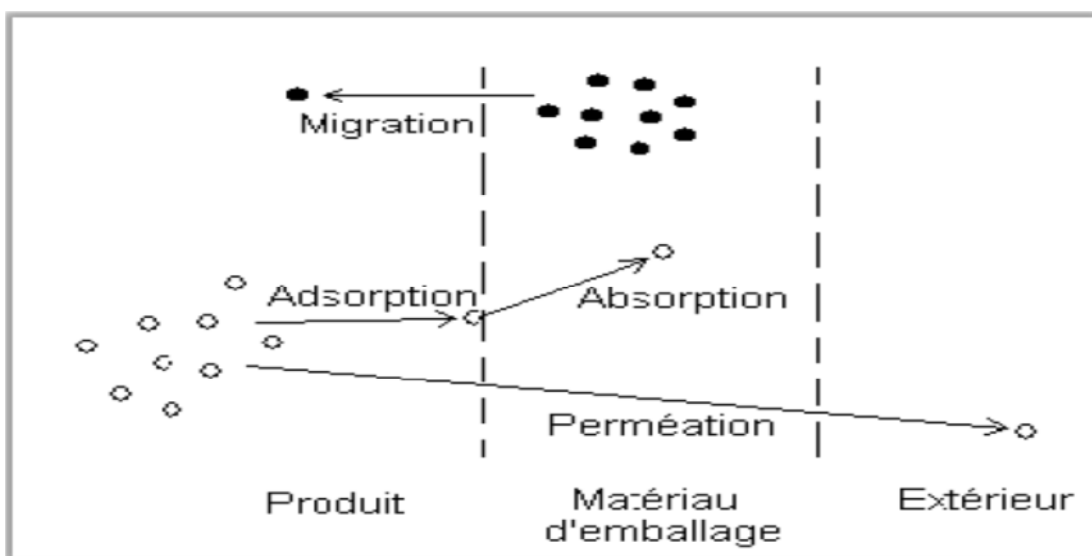 Migration
Adsorption
Absorption
Perméation
Produit
Matériau
d'emballage
Extérieur